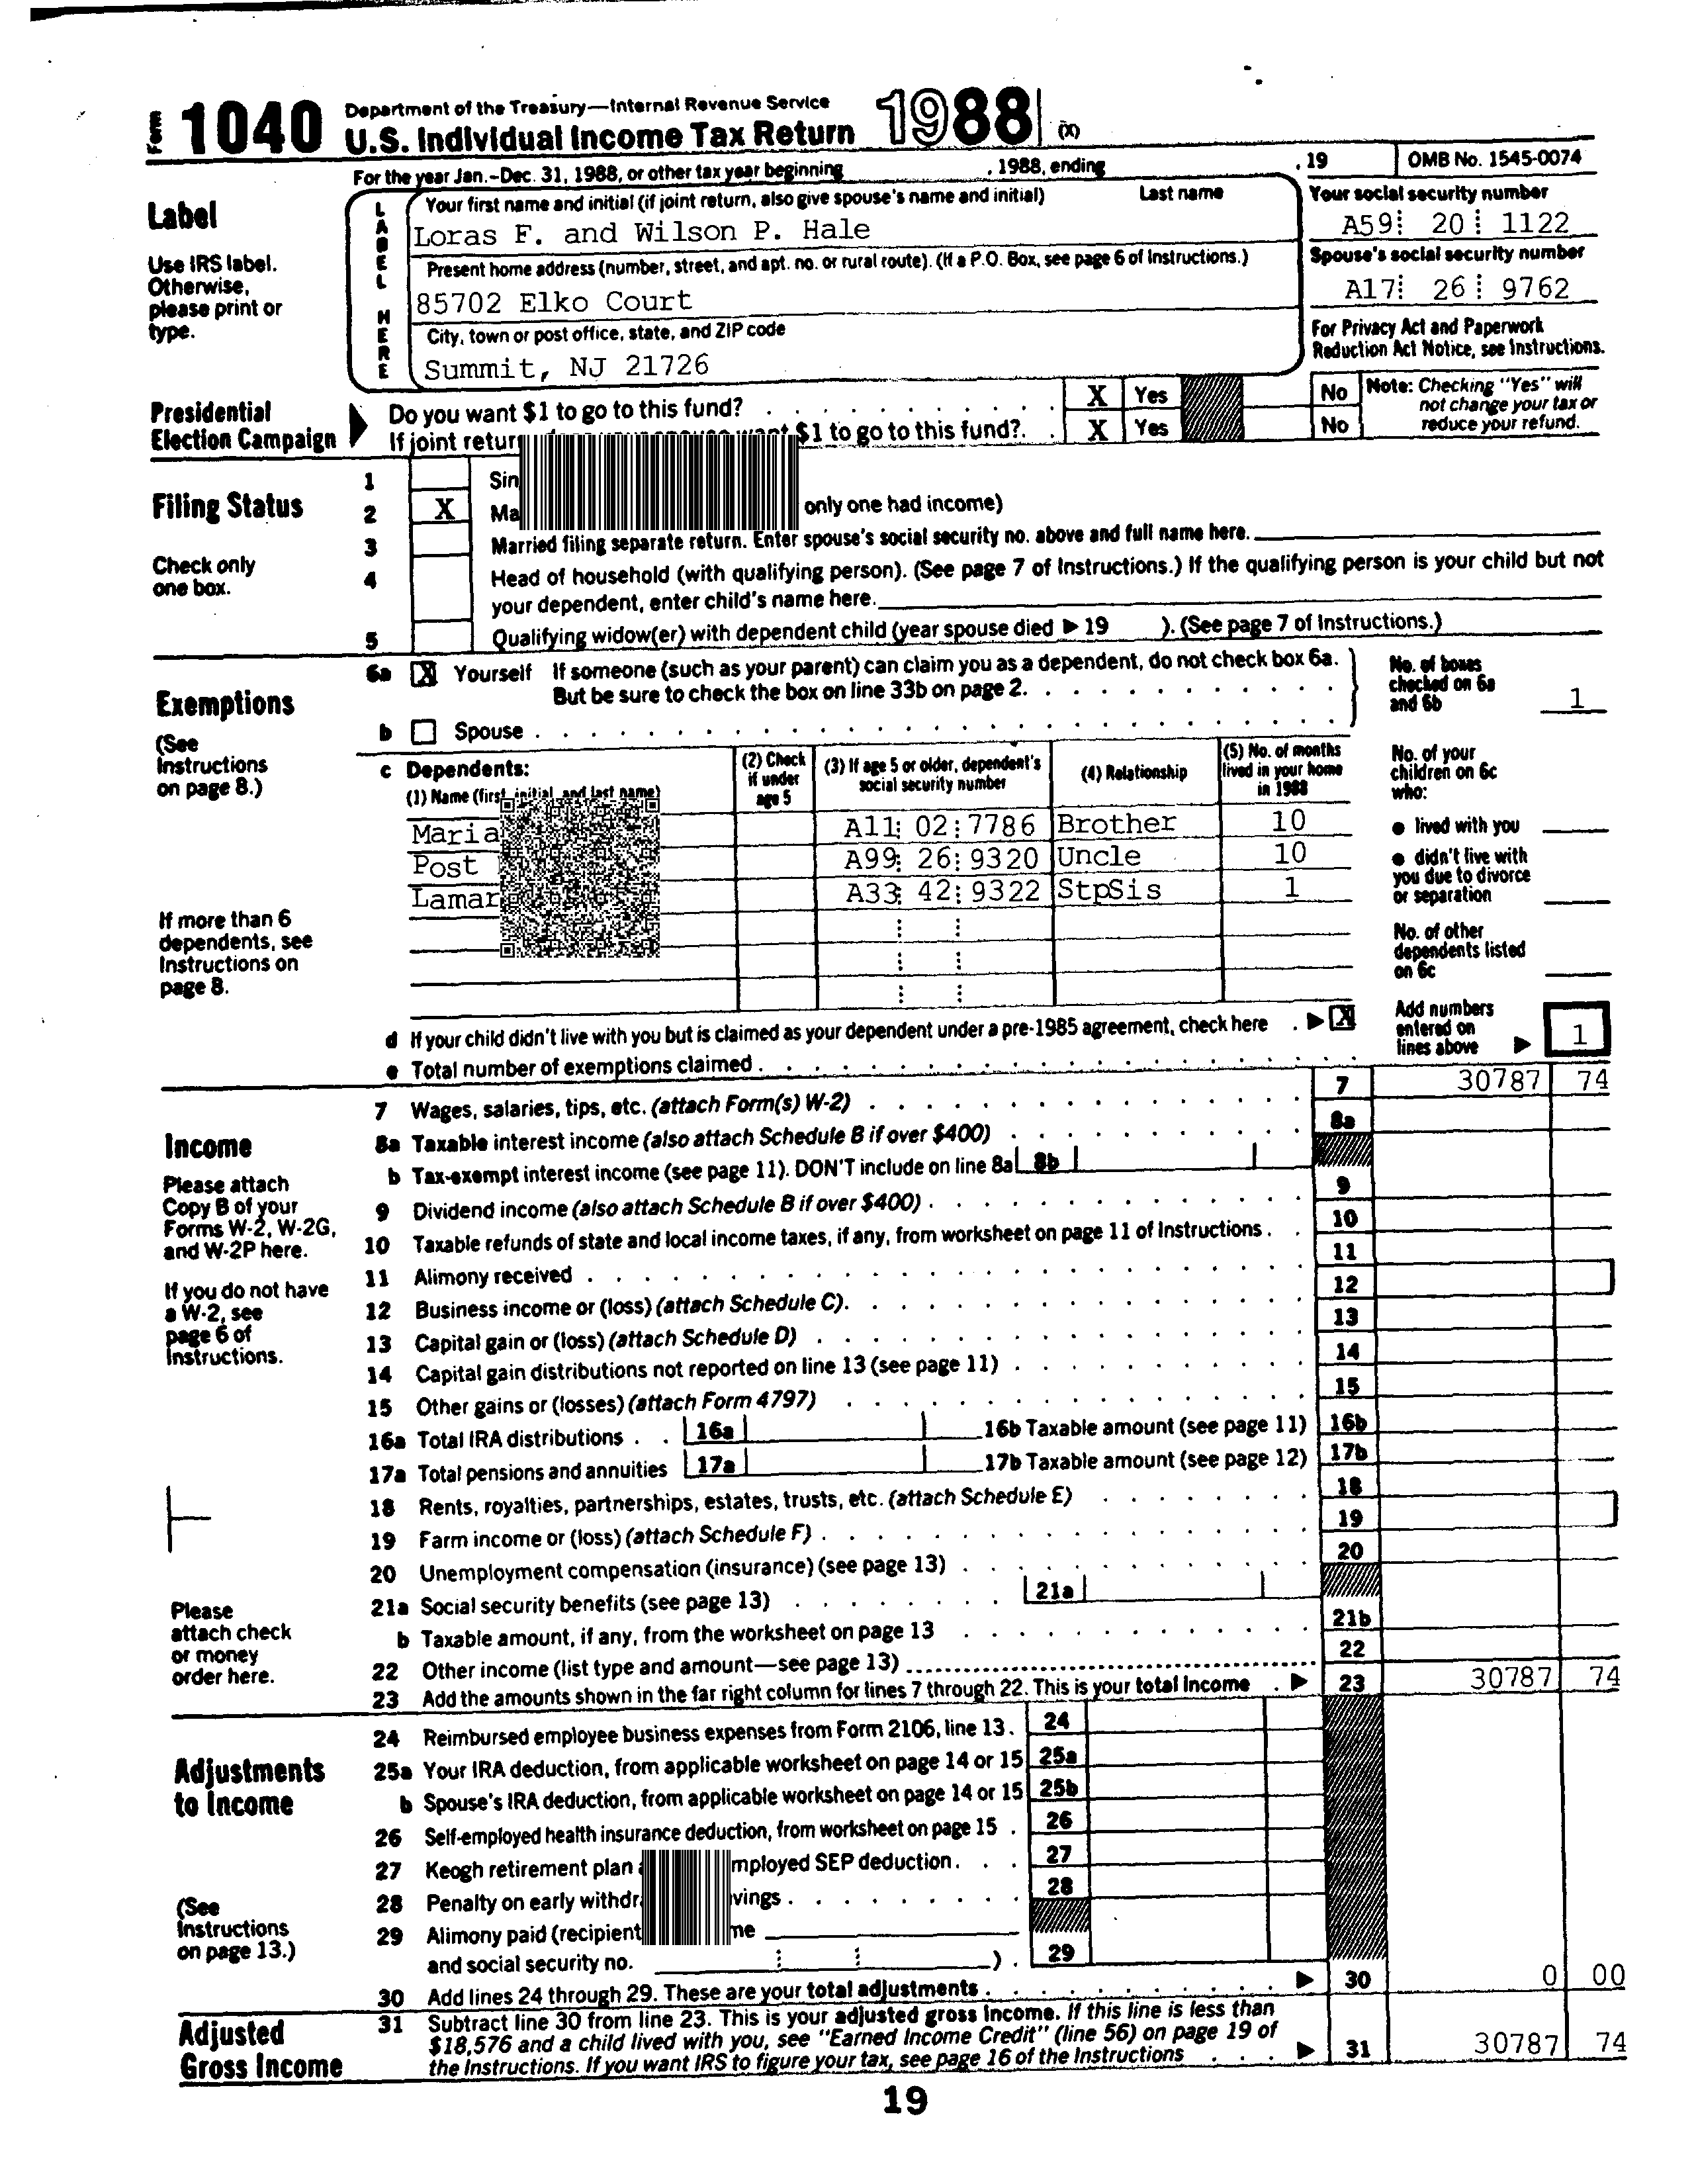 Form 1040 Department of the Treasury—Internal Revenue Service
U.S. Individual Income Tax Return 1988 (X)
For the year Jan.-Dec. 31, 1988, or other tax year beginning , 1988, ending , 19 OMB No. 1545-0074
Label
Use IRS label.
Otherwise,
please print or
type.
LABEL HERE
Your first name and initial (if joint return, also give spouse's name and initial) Last name
Loras F. and Wilson P. Hale
Present home address (number, street, and apt. no. or rural route). (If a P.O. Box, see page 6 of Instructions.)
85702 Elko Court
City, town or post office, state, and ZIP code
Summit, NJ 21726
Your social security number
A59 20 1122
Spouse's social security number
A17 26 9762
For Privacy Act and Paperwork
Reduction Act Notice, see Instructions.
Presidential
Election Campaign
Do you want $1 to go to this fund? X Yes No
If joint return $1 to go to this fund? X Yes No
Note: Checking "Yes" will
not change your tax or
reduce your refund.
Filing Status
Check only
one box.
1 Sin
2 X Ma only one had income)
3 Married filing separate return. Enter spouse's social security no. above and full name here.
4 Head of household (with qualifying person). (See page 7 of Instructions.) If the qualifying person is your child but not
your dependent, enter child's name here.
5 Qualifying widow(er) with dependent child (year spouse died ▶ 19 ). (See page 7 of Instructions.)
Exemptions
(See
Instructions
on page 8.)
6a X Yourself If someone (such as your parent) can claim you as a dependent, do not check box 6a.
But be sure to check the box on line 33b on page 2.
b Spouse
No. of boxes
checked on 6a
and 6b 1
c Dependents:
(1) Name (first, initial, and last name)
(2) Check
if under
age 5
(3) If age 5 or older, dependent's
social security number
(4) Relationship
(5) No. of months
lived in your home
in 1988
Maria A11 02 7786 Brother 10
Post A99 26 9320 Uncle 10
Lamar A33 42 9322 StpSis 1
If more than 6
dependents, see
Instructions on
page 8.
No. of your
children on 6c
who:
● lived with you
● didn't live with
you due to divorce
or separation
No. of other
dependents listed
on 6c
d If your child didn't live with you but is claimed as your dependent under a pre-1985 agreement, check here ▶ X
e Total number of exemptions claimed
Add numbers
entered on
lines above ▶ 1
Income
Please attach
Copy B of your
Forms W-2, W-2G,
and W-2P here.
If you do not have
a W-2, see
page 6 of
Instructions.
Please
attach check
or money
order here.
7 Wages, salaries, tips, etc. (attach Form(s) W-2) 7 30787 74
8a Taxable interest income (also attach Schedule B if over $400) 8a
b Tax-exempt interest income (see page 11). DON'T include on line 8a 8b
9 Dividend income (also attach Schedule B if over $400) 9
10 Taxable refunds of state and local income taxes, if any, from worksheet on page 11 of Instructions 10
11 Alimony received 11
12 Business income or (loss) (attach Schedule C) 12
13 Capital gain or (loss) (attach Schedule D) 13
14 Capital gain distributions not reported on line 13 (see page 11) 14
15 Other gains or (losses) (attach Form 4797) 15
16a Total IRA distributions 16a 16b Taxable amount (see page 11) 16b
17a Total pensions and annuities 17a 17b Taxable amount (see page 12) 17b
18 Rents, royalties, partnerships, estates, trusts, etc. (attach Schedule E) 18
19 Farm income or (loss) (attach Schedule F) 19
20 Unemployment compensation (insurance) (see page 13) 20
21a Social security benefits (see page 13) 21a
b Taxable amount, if any, from the worksheet on page 13 21b
22 Other income (list type and amount—see page 13) 22
23 Add the amounts shown in the far right column for lines 7 through 22. This is your total income ▶ 23 30787 74
Adjustments
to Income
(See
Instructions
on page 13.)
24 Reimbursed employee business expenses from Form 2106, line 13. 24
25a Your IRA deduction, from applicable worksheet on page 14 or 15 25a
b Spouse's IRA deduction, from applicable worksheet on page 14 or 15 25b
26 Self-employed health insurance deduction, from worksheet on page 15 26
27 Keogh retirement plan mployed SEP deduction 27
28 Penalty on early withdra vings 28
29 Alimony paid (recipient me
and social security no. ) 29
30 Add lines 24 through 29. These are your total adjustments ▶ 30 0 00
Adjusted
Gross Income
31 Subtract line 30 from line 23. This is your adjusted gross income. If this line is less than
$18,576 and a child lived with you, see "Earned Income Credit" (line 56) on page 19 of
the Instructions. If you want IRS to figure your tax, see page 16 of the Instructions ▶ 31 30787 74
19